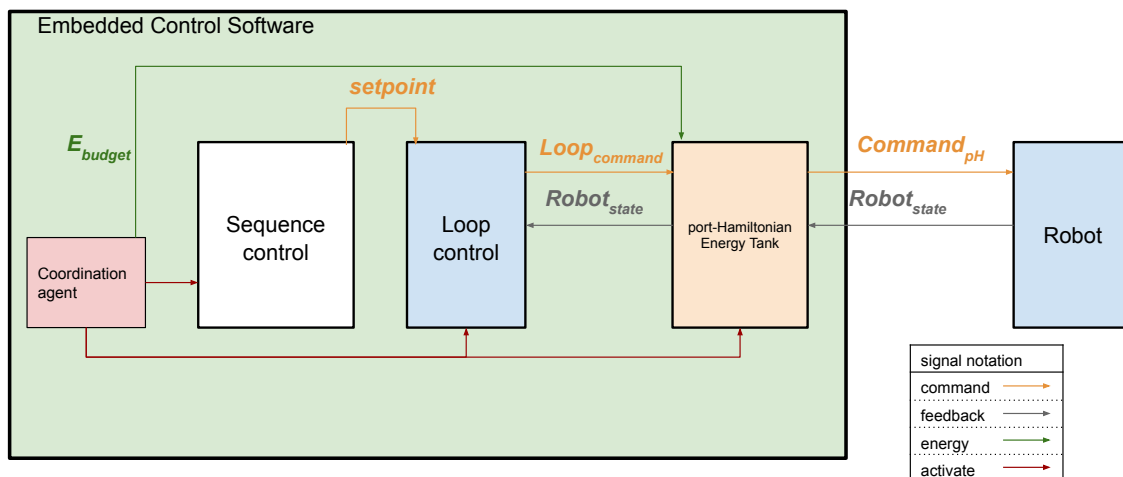 Embedded Control Software
setpoint
E_budget
Loop_command
Command_pH
Robot_state
Robot_state
Sequence
control
Loop
control
port-Hamiltonian
Energy Tank
Robot
Coordination
agent
signal notation
command
feedback
energy
activate